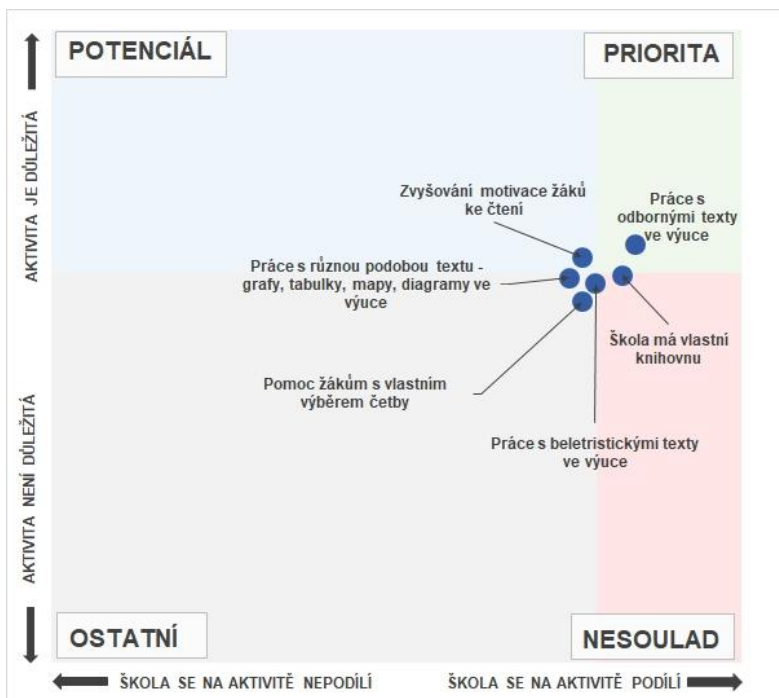 POTENCIÁL
PRIORITA
AKTIVITA JE DŮLEŽITÁ
Zvyšování motivace žáků
ke čtení
Práce s
odbornými texty
ve výuce
Práce s různou podobou textu -
grafy, tabulky, mapy, diagramy ve
výuce
Škola má vlastní
knihovnu
Pomoc žákům s vlastním
výběrem četby
Práce s beletristickými texty
ve výuce
AKTIVITA NENÍ DŮLEŽITÁ
OSTATNÍ
NESOULAD
ŠKOLA SE NA AKTIVITĚ NEPODÍLÍ
ŠKOLA SE NA AKTIVITĚ PODÍLÍ